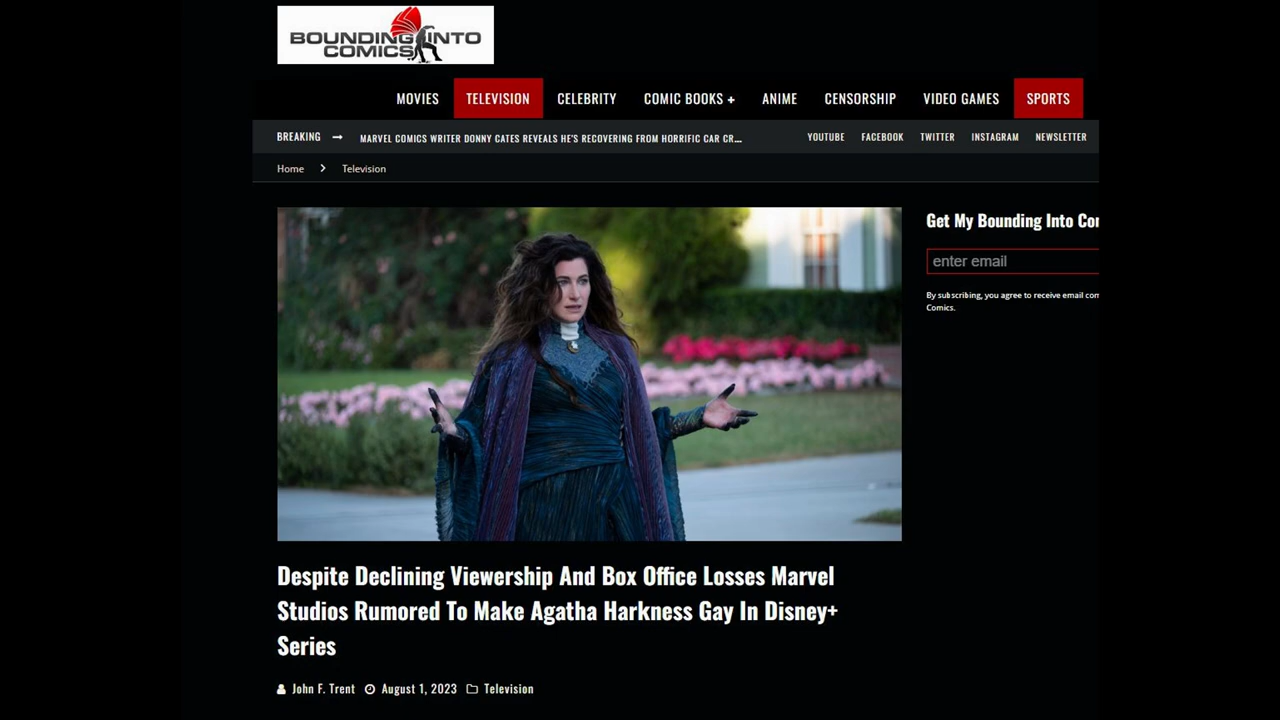 BOUNDING INTO
COMICS
MOVIES TELEVISION CELEBRITY COMIC BOOKS + ANIME CENSORSHIP VIDEO GAMES SPORTS
BREAKING → MARVEL COMICS WRITER DONNY CATES REVEALS HE'S RECOVERING FROM HORRIFIC CAR CR... YOUTUBE FACEBOOK TWITTER INSTAGRAM NEWSLETTER
Home > Television
Get My Bounding Into Co
enter email
By subscribing, you agree to receive email com
Comics.
Despite Declining Viewership And Box Office Losses Marvel
Studios Rumored To Make Agatha Harkness Gay In Disney+
Series
John F. Trent August 1, 2023 Television